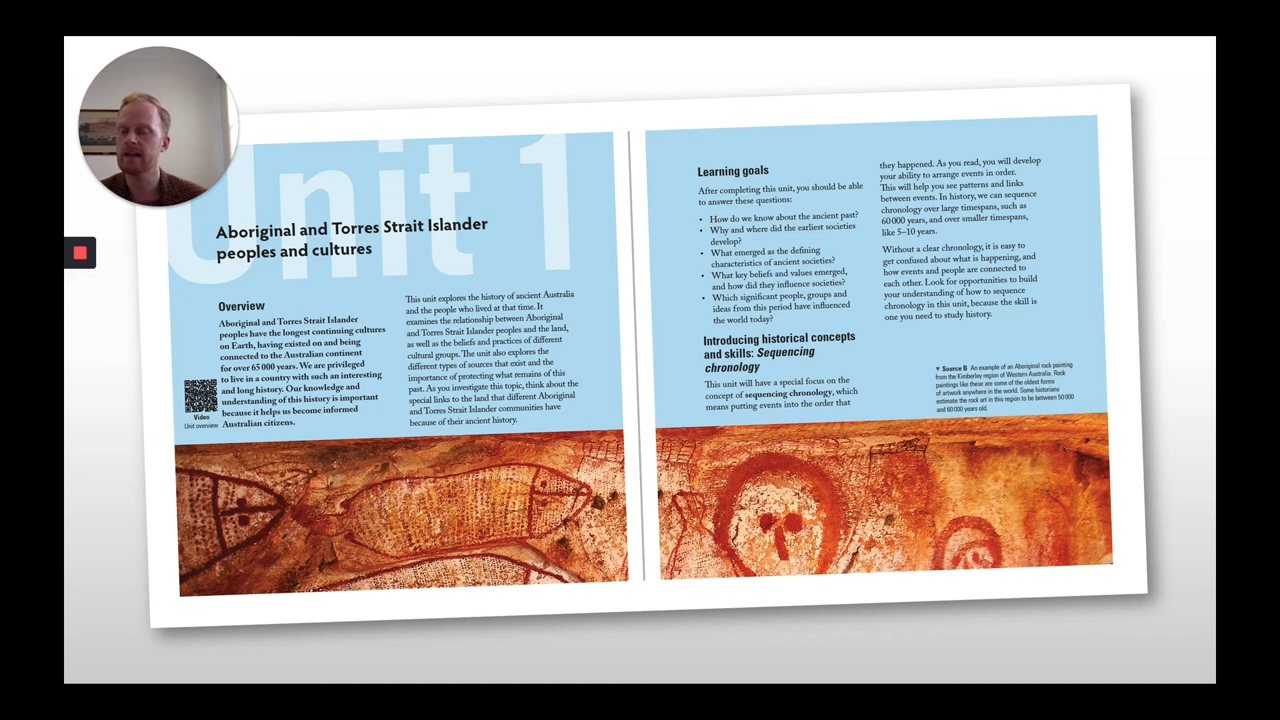 Unit 1
Aboriginal and Torres Strait Islander
peoples and cultures
Overview
Aboriginal and Torres Strait Islander
peoples have the longest continuing cultures
on Earth, having existed on and being
connected to the Australian continent
for over 65 000 years. We are privileged
to live in a country with such an interesting
and long history. Our knowledge and
understanding of this history is important
because it helps us become informed
Australian citizens.
Video
Unit overview
This unit explores the history of ancient Australia
and the people who lived at that time. It
examines the relationship between Aboriginal
and Torres Strait Islander peoples and the land,
as well as the beliefs and practices of different
cultural groups. The unit also explores the
different types of sources that exist and the
importance of protecting what remains of this
past. As you investigate this topic, think about the
special links to the land that different Aboriginal
and Torres Strait Islander communities have
because of their ancient history.
Learning goals
After completing this unit, you should be able
to answer these questions:
• How do we know about the ancient past?
• Why and where did the earliest societies
develop?
• What emerged as the defining
characteristics of ancient societies?
• What key beliefs and values emerged,
and how did they influence societies?
• Which significant people, groups and
ideas from this period have influenced
the world today?
Introducing historical concepts
and skills: Sequencing
chronology
This unit will have a special focus on the
concept of sequencing chronology, which
means putting events into the order that
they happened. As you read, you will develop
your ability to arrange events in order.
This will help you see patterns and links
between events. In history, we can sequence
chronology over large timespans, such as
60 000 years, and over smaller timespans,
like 5–10 years.
Without a clear chronology, it is easy to
get confused about what is happening, and
how events and people are connected to
each other. Look for opportunities to build
your understanding of how to sequence
chronology in this unit, because the skill is
one you need to study history.
▼ Source B An example of an Aboriginal rock painting
from the Kimberley region of Western Australia. Rock
paintings like these are some of the oldest forms
of artwork anywhere in the world. Some historians
estimate the rock art in this region to be between 50 000
and 60 000 years old.